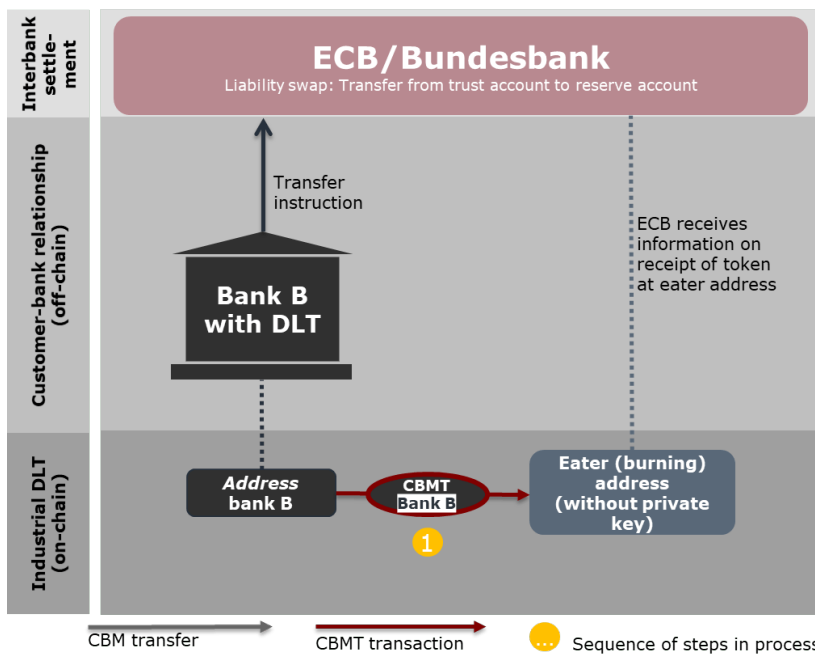 Interbank
settle-
ment
ECB/Bundesbank
Liability swap: Transfer from trust account to reserve account
Customer-bank relationship
(off-chain)
Transfer
instruction
Bank B
with DLT
ECB receives
information on
receipt of token
at eater address
Industrial DLT
(on-chain)
Address
bank B
CBMT
Bank B
1
Eater (burning)
address
(without private
key)
CBM transfer
CBMT transaction
...
Sequence of steps in process